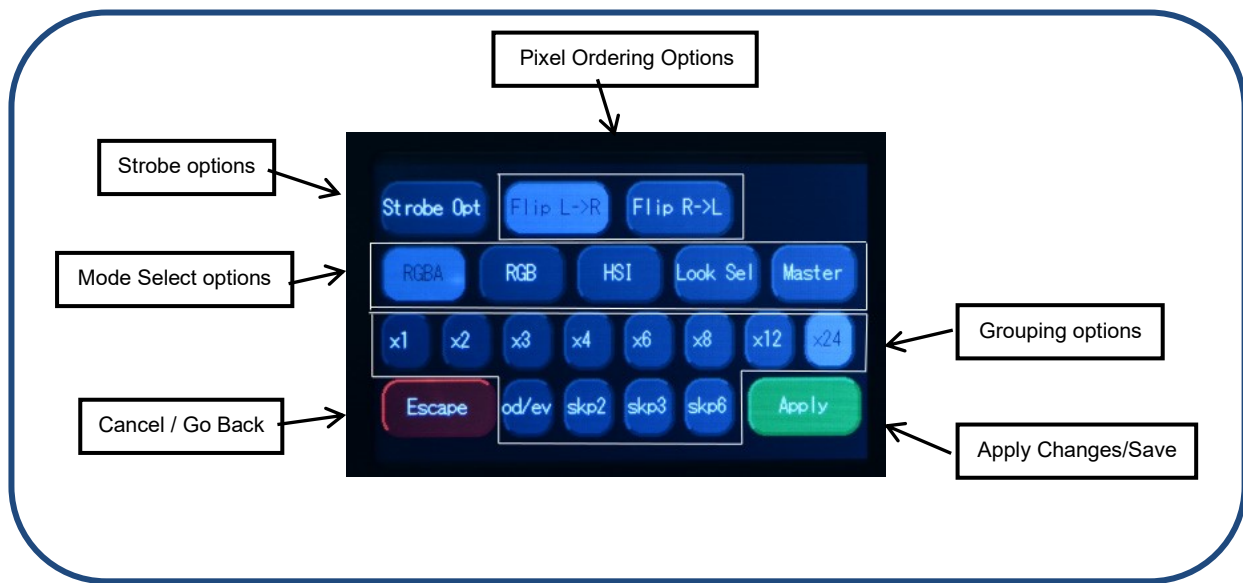 Pixel Ordering Options
Strobe options
Strobe Opt
Flip L->R
Flip R->L
Mode Select options
RGBA
RGB
HSI
Look Sel
Master
x1
x2
x3
x4
x6
x8
x12
x24
Grouping options
Cancel / Go Back
Escape
od/ev
skp2
skp3
skp6
Apply
Apply Changes/Save